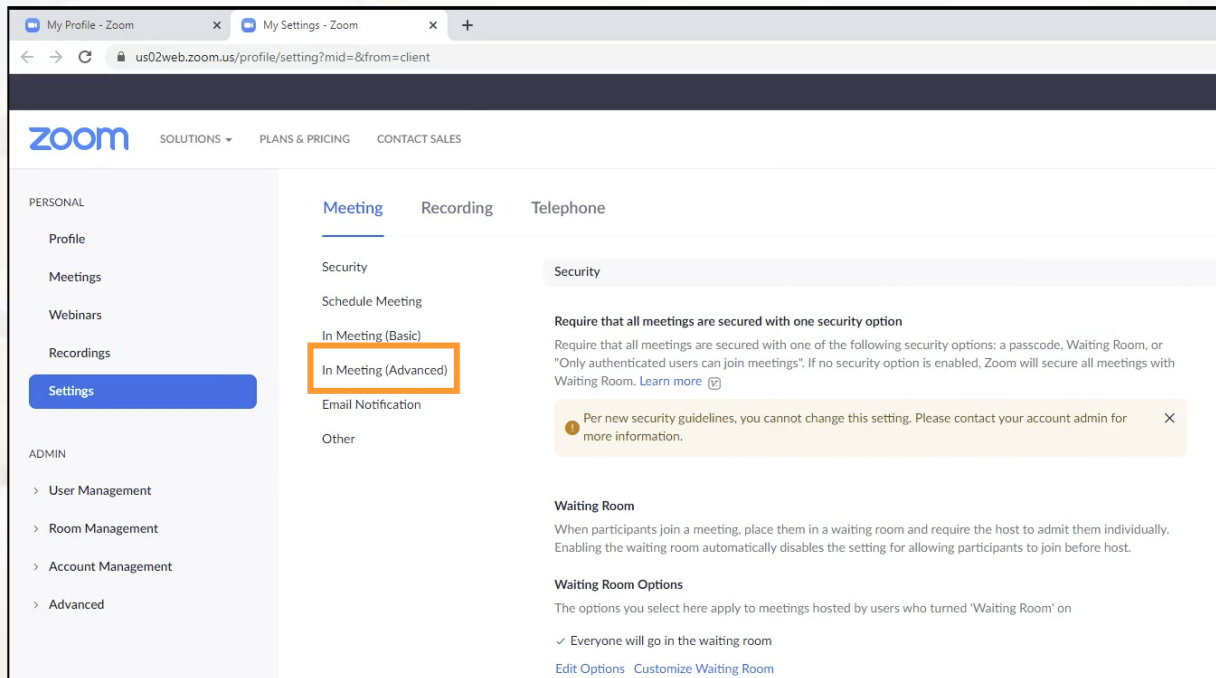 My Profile - Zoom
My Settings - Zoom
us02web.zoom.us/profile/setting?mid=&from=client
zoom
SOLUTIONS
PLANS & PRICING
CONTACT SALES
PERSONAL
Profile
Meetings
Webinars
Recordings
Settings
ADMIN
User Management
Room Management
Account Management
Advanced
Meeting
Recording
Telephone
Security
Schedule Meeting
In Meeting (Basic)
In Meeting (Advanced)
Email Notification
Other
Security
Require that all meetings are secured with one security option
Require that all meetings are secured with one of the following security options: a passcode, Waiting Room, or
"Only authenticated users can join meetings". If no security option is enabled, Zoom will secure all meetings with
Waiting Room. Learn more
Per new security guidelines, you cannot change this setting. Please contact your account admin for
more information.
Waiting Room
When participants join a meeting, place them in a waiting room and require the host to admit them individually.
Enabling the waiting room automatically disables the setting for allowing participants to join before host.
Waiting Room Options
The options you select here apply to meetings hosted by users who turned 'Waiting Room' on
Everyone will go in the waiting room
Edit Options Customize Waiting Room